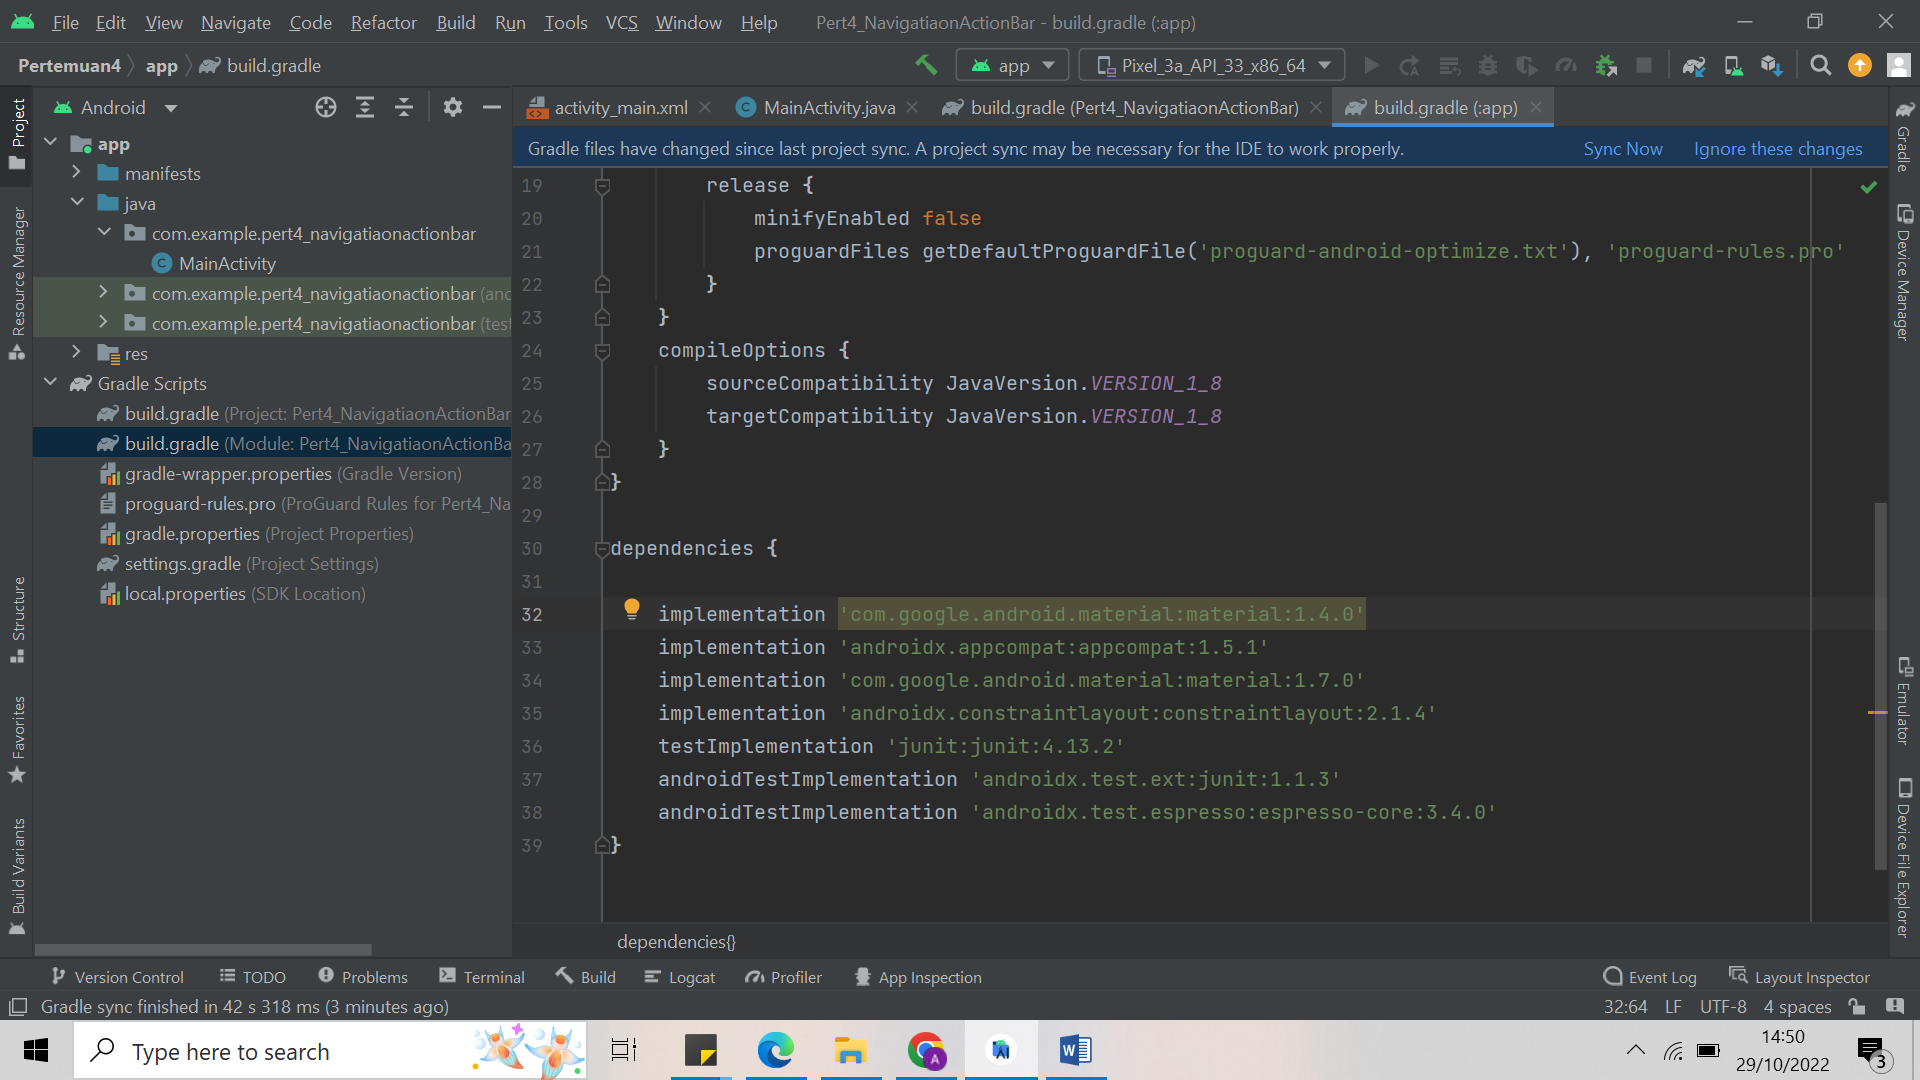 File Edit View Navigate Code Refactor Build Run Tools VCS Window Help Pert4_NavigatiaonActionBar - build.gradle (:app)
Pertemuan4 app build.gradle app Pixel_3a_API_33_x86_64
Android
activity_main.xml MainActivity.java build.gradle (Pert4_NavigatiaonActionBar) build.gradle (:app)
Gradle files have changed since last project sync. A project sync may be necessary for the IDE to work properly. Sync Now Ignore these changes
Project
Resource Manager
Structure
Favorites
Build Variants
app
manifests
java
com.example.pert4_navigatiaonactionbar
MainActivity
com.example.pert4_navigatiaonactionbar (anc
com.example.pert4_navigatiaonactionbar (test
res
Gradle Scripts
build.gradle (Project: Pert4_NavigatiaonActionBar
build.gradle (Module: Pert4_NavigatiaonActionBa
gradle-wrapper.properties (Gradle Version)
proguard-rules.pro (ProGuard Rules for Pert4_Na
gradle.properties (Project Properties)
settings.gradle (Project Settings)
local.properties (SDK Location)
19 release {
20 minifyEnabled false
21 proguardFiles getDefaultProguardFile('proguard-android-optimize.txt'), 'proguard-rules.pro'
22 }
23 }
24 compileOptions {
25 sourceCompatibility JavaVersion.VERSION_1_8
26 targetCompatibility JavaVersion.VERSION_1_8
27 }
28 }
29
30 dependencies {
31
32 implementation 'com.google.android.material:material:1.4.0'
33 implementation 'androidx.appcompat:appcompat:1.5.1'
34 implementation 'com.google.android.material:material:1.7.0'
35 implementation 'androidx.constraintlayout:constraintlayout:2.1.4'
36 testImplementation 'junit:junit:4.13.2'
37 androidTestImplementation 'androidx.test.ext:junit:1.1.3'
38 androidTestImplementation 'androidx.test.espresso:espresso-core:3.4.0'
39 }
dependencies{}
Gradle
Device Manager
Emulator
Device File Explorer
Version Control TODO Problems Terminal Build Logcat Profiler App Inspection Event Log Layout Inspector
Gradle sync finished in 42 s 318 ms (3 minutes ago) 32:64 LF UTF-8 4 spaces
Type here to search
A
W
14:50
29/10/2022
3